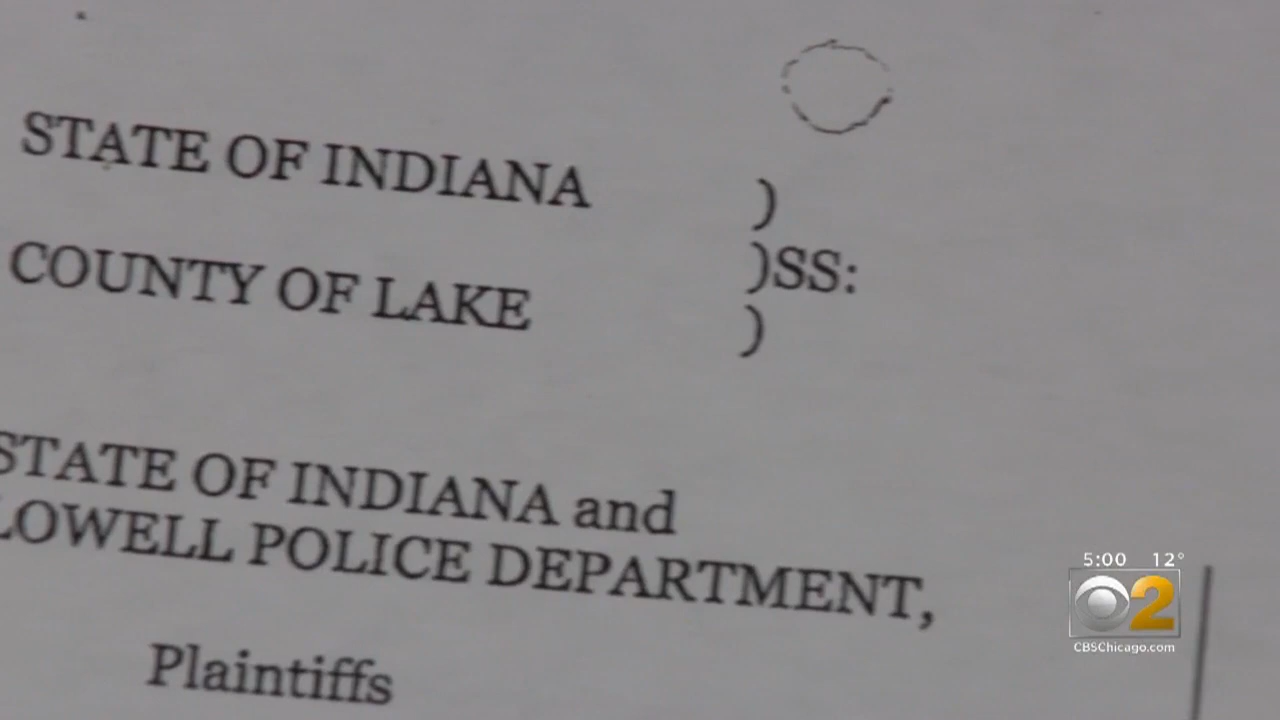 STATE OF INDIANA )
)SS:
COUNTY OF LAKE )
STATE OF INDIANA and
LOWELL POLICE DEPARTMENT,
Plaintiffs
5:00 12°
2
CBSChicago.com